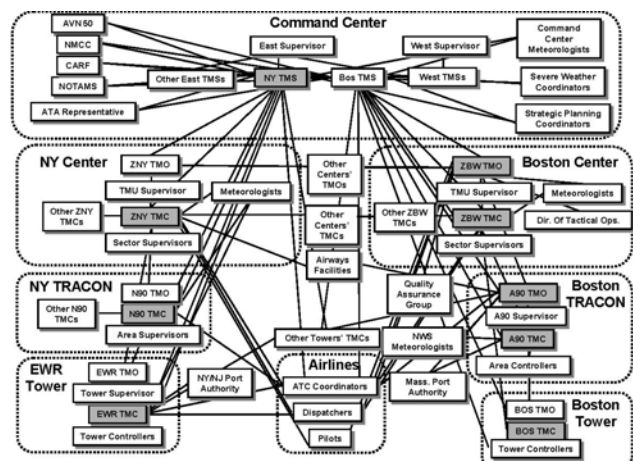 Command Center
AVN 50
NMCC
CARF
NOTAMS
ATA Representative
East Supervisor
West Supervisor
Command
Center
Meteorologists
Other East TMSs
NY TMS
Bos TMS
West TMSs
Severe Weather
Coordinators
Strategic Planning
Coordinators
NY Center
ZNY TMO
TMU Supervisor
Meteorologists
Other ZNY
TMCs
ZNY TMC
Sector Supervisors
Other
Centers'
TMOs
Other
Centers'
TMCs
Airways
Facilities
Boston Center
ZBW TMO
TMU Supervisor
Meteorologists
Other ZBW
TMCs
ZBW TMC
Dir. Of Tactical Ops.
Sector Supervisors
NY TRACON
N90 TMO
Other N90
TMCs
N90 TMC
Area Supervisors
Quality
Assurance
Group
Boston
TRACON
A90 TMO
A90 Supervisor
A90 TMC
Area Controllers
Other Towers' TMCs
NWS
Meteorologists
EWR
Tower
EWR TMO
Tower Supervisor
EWR TMC
Tower Controllers
NY/NJ Port
Authority
Airlines
ATC Coordinators
Dispatchers
Pilots
Mass. Port
Authority
Boston
Tower
BOS TMO
BOS TMC
Tower Controllers